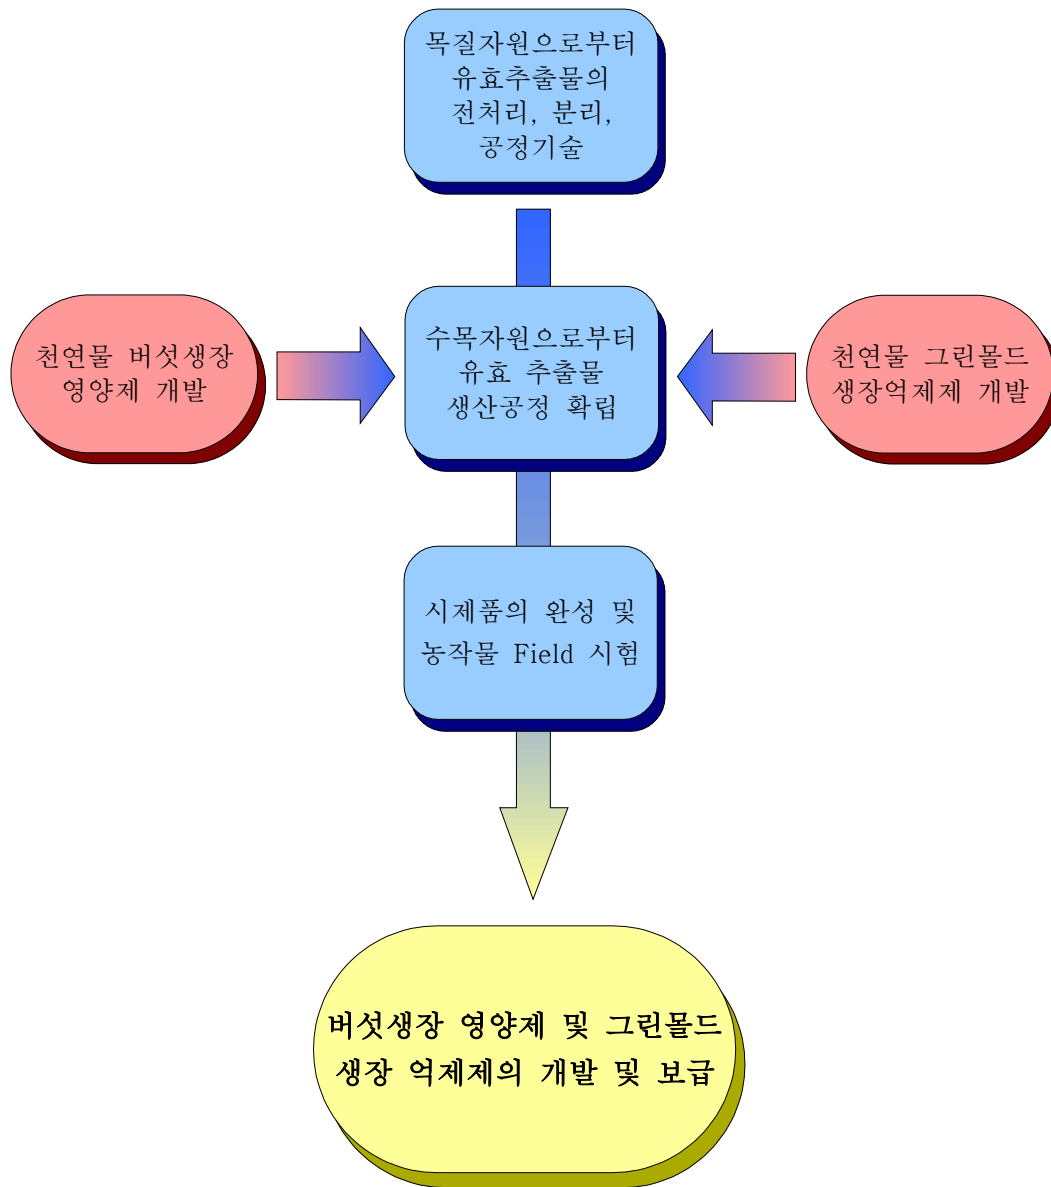 목질자원으로부터
유효추출물의
전처리, 분리,
공정기술
천연물 버섯생장
영양제 개발
수목자원으로부터
유효 추출물
생산공정 확립
천연물 그린몰드
생장억제제 개발
시제품의 완성 및
농작물 Field 시험
버섯생장 영양제 및 그린몰드
생장 억제제의 개발 및 보급